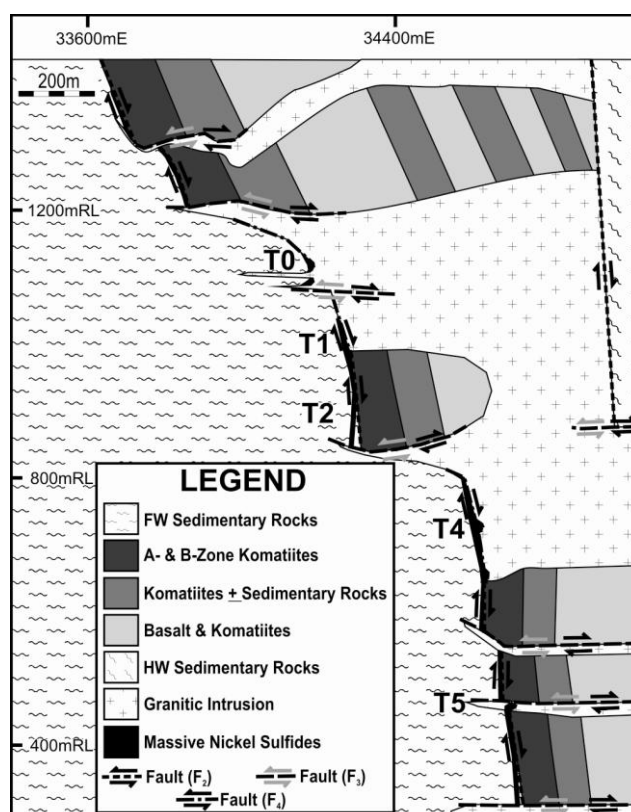 33600mE 34400mE
200m
1200mRL
T0
T1
T2
800mRL
T4
T5
400mRL
LEGEND
FW Sedimentary Rocks
A- & B-Zone Komatiites
Komatiites ± Sedimentary Rocks
Basalt & Komatiites
HW Sedimentary Rocks
Granitic Intrusion
Massive Nickel Sulfides
Fault (F₂) Fault (F₃)
Fault (F₄)